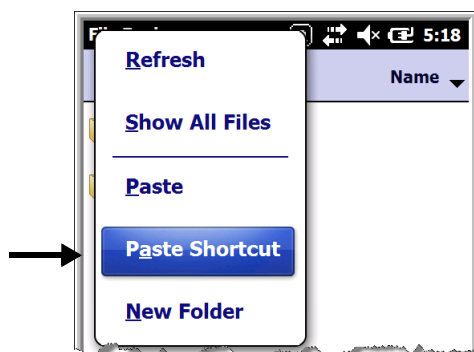 5:18
Name
Refresh
Show All Files
Paste
Paste Shortcut
New Folder